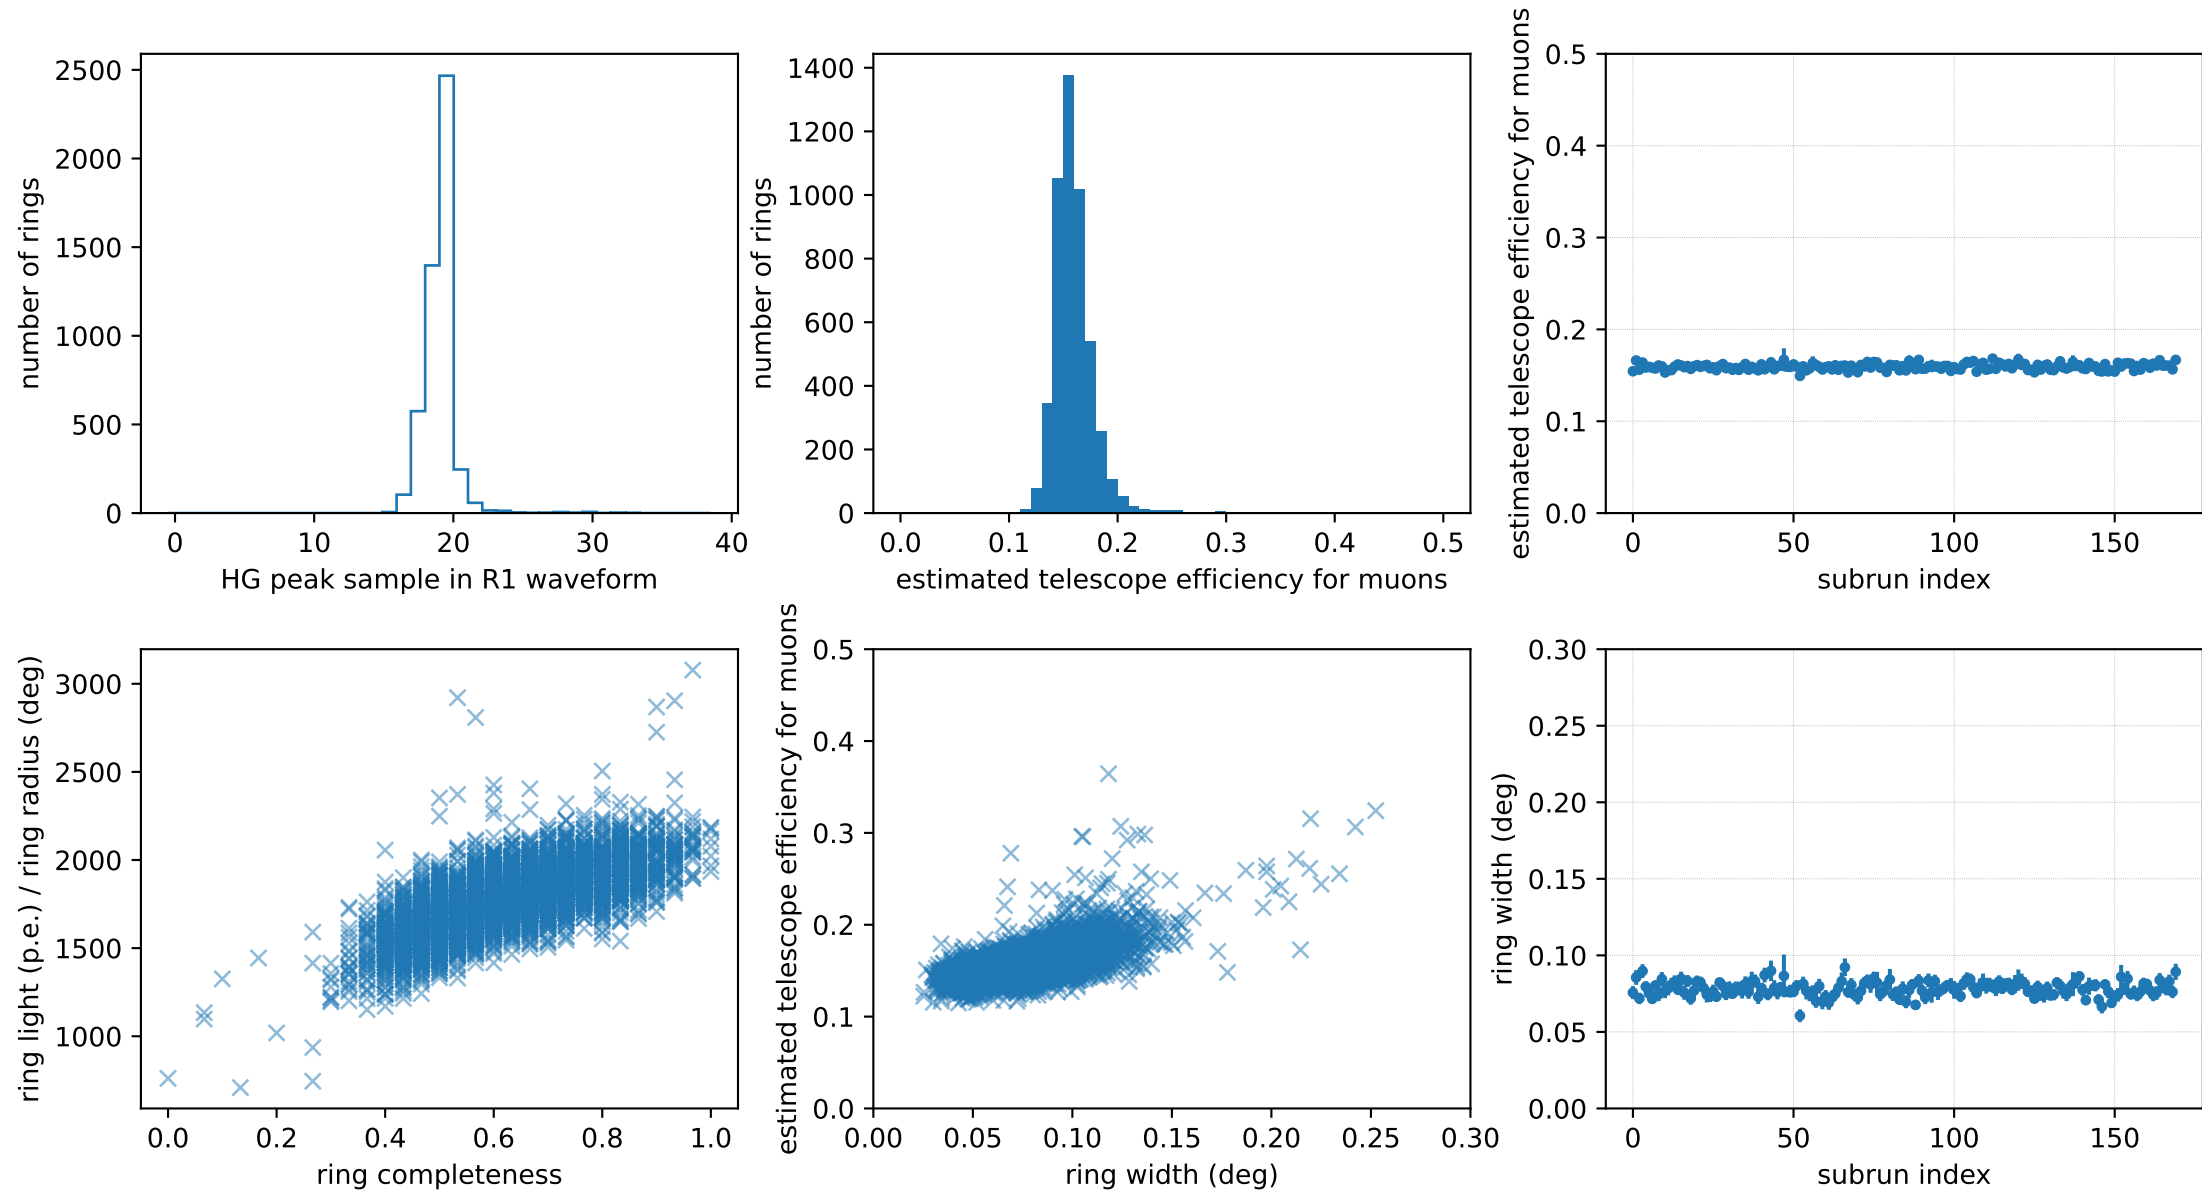 2500
2000
1500
1000
500
0
number of rings
0 10 20 30 40
HG peak sample in R1 waveform
1400
1200
1000
800
600
400
200
0
number of rings
0.0 0.1 0.2 0.3 0.4 0.5
estimated telescope efficiency for muons
0.5
0.4
0.3
0.2
0.1
0.0
estimated telescope efficiency for muons
0 50 100 150
subrun index
3000
2500
2000
1500
1000
ring light (p.e.) / ring radius (deg)
0.0 0.2 0.4 0.6 0.8 1.0
ring completeness
0.5
0.4
0.3
0.2
0.1
0.0
estimated telescope efficiency for muons
0.00 0.05 0.10 0.15 0.20 0.25 0.30
ring width (deg)
0.30
0.25
0.20
0.15
0.10
0.05
0.00
ring width (deg)
0 50 100 150
subrun index